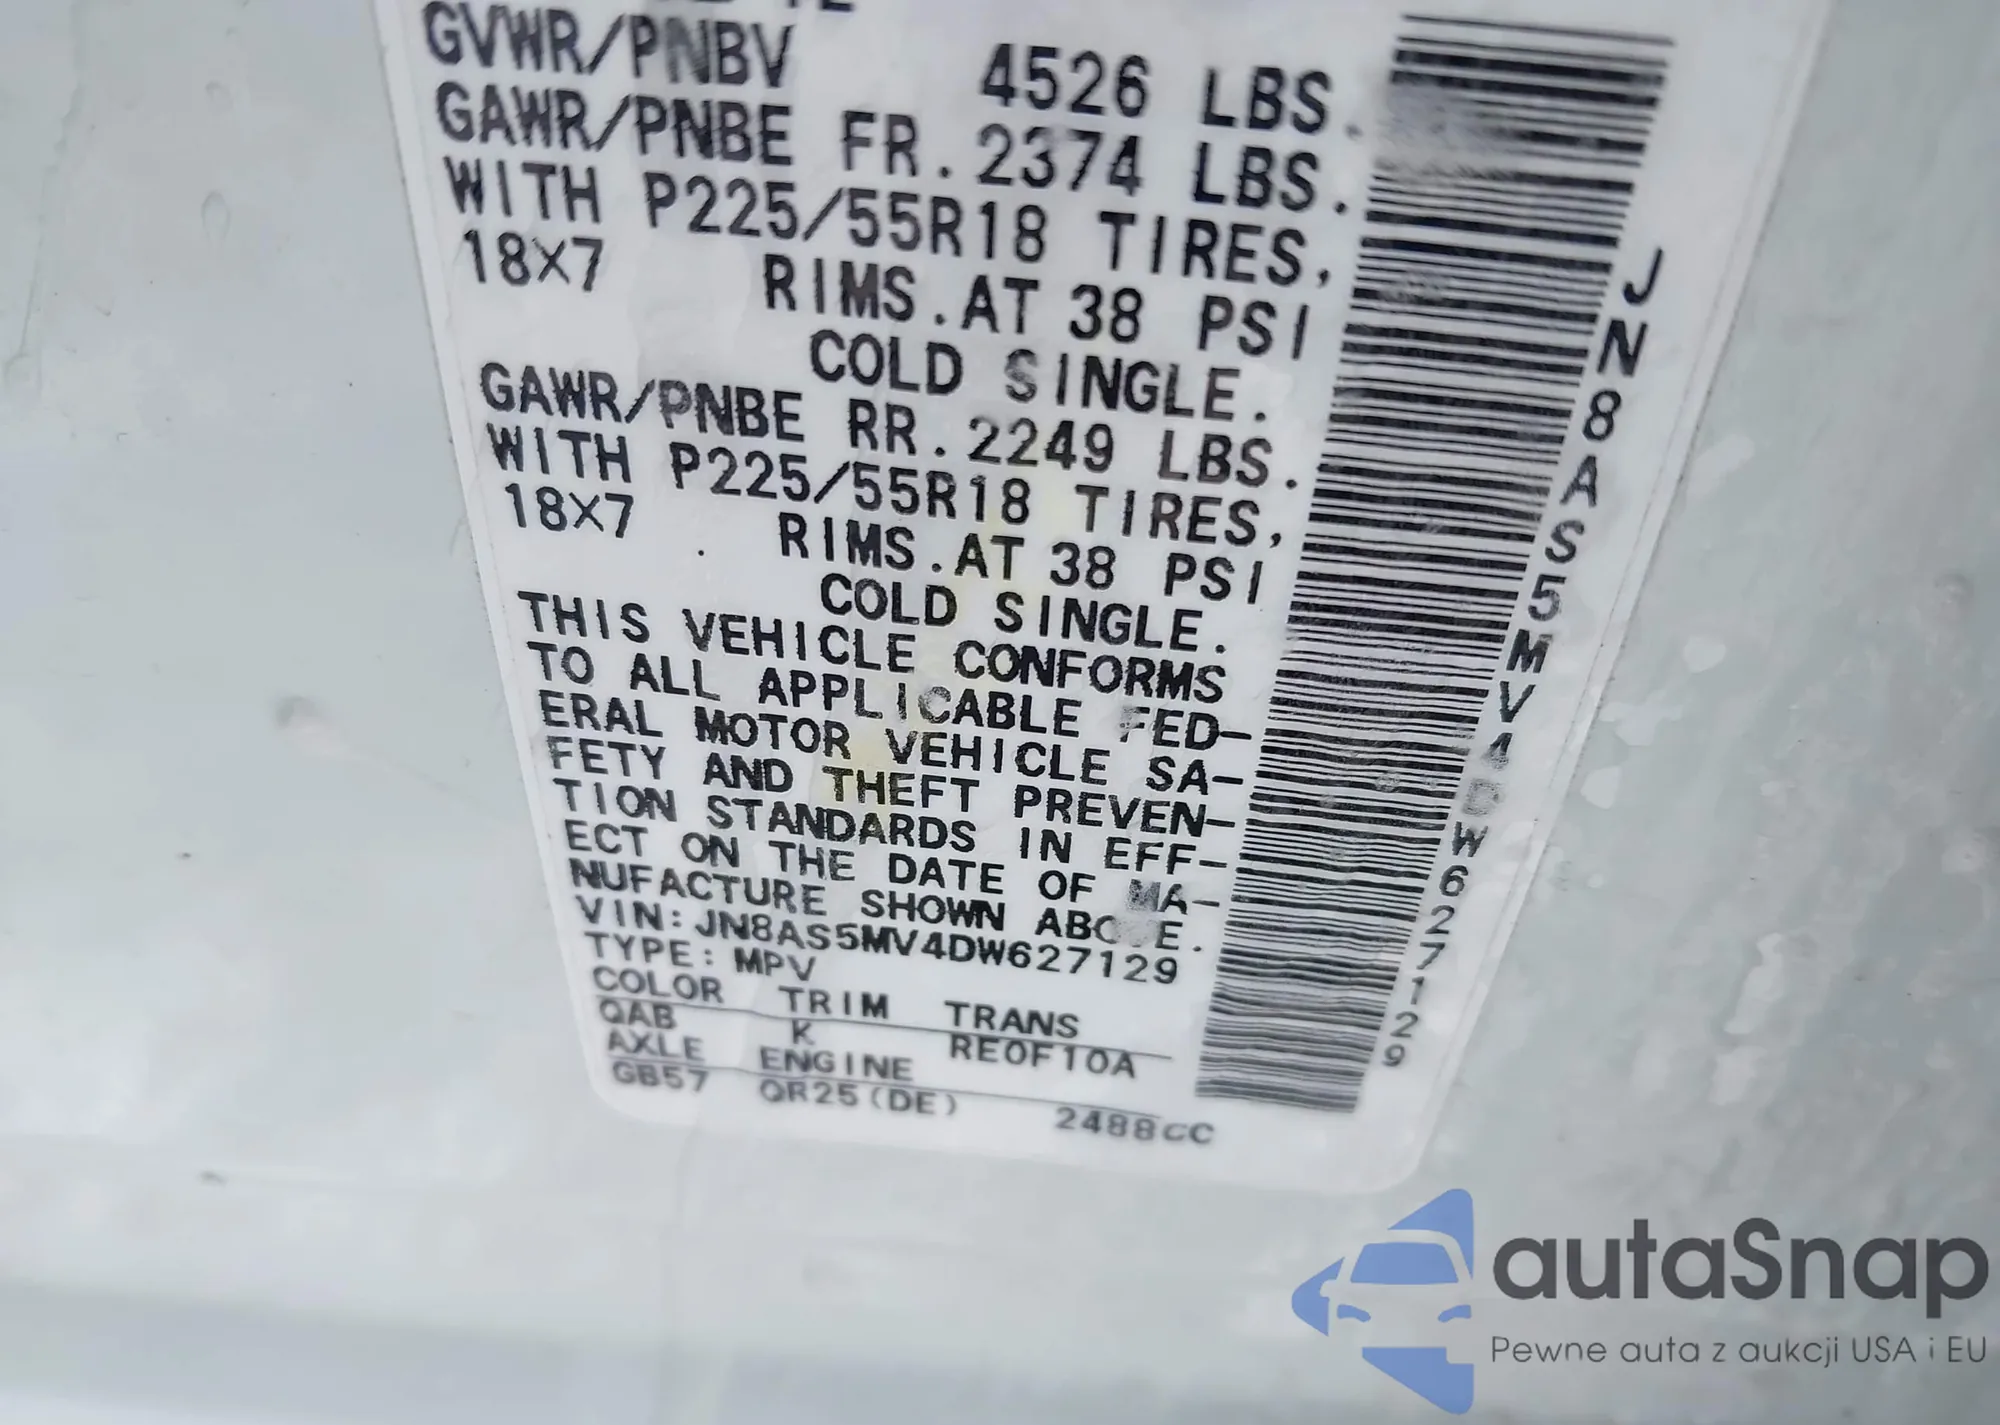 GVWR/PNBV 4526 LBS.
GAWR/PNBE FR.2374 LBS.
WITH P225/55R18 TIRES,
18X7 RIMS.AT 38 PSI
COLD SINGLE.
GAWR/PNBE RR.2249 LBS.
WITH P225/55R18 TIRES,
18X7 RIMS.AT 38 PSI
COLD SINGLE.
THIS VEHICLE CONFORMS
TO ALL APPLICABLE FED-
ERAL MOTOR VEHICLE SA-
FETY AND THEFT PREVEN-
TION STANDARDS IN EFF-
ECT ON THE DATE OF MA-
NUFACTURE SHOWN ABOVE.
VIN:JN8AS5MV4DW627129
TYPE:MPV
COLOR TRIM TRANS
QAB K RE0F10A
AXLE ENGINE
GB57 QR25(DE) 2488CC
JN8AS5MV4DW627129
autaSnap
Pewne auta z aukcji USA i EU